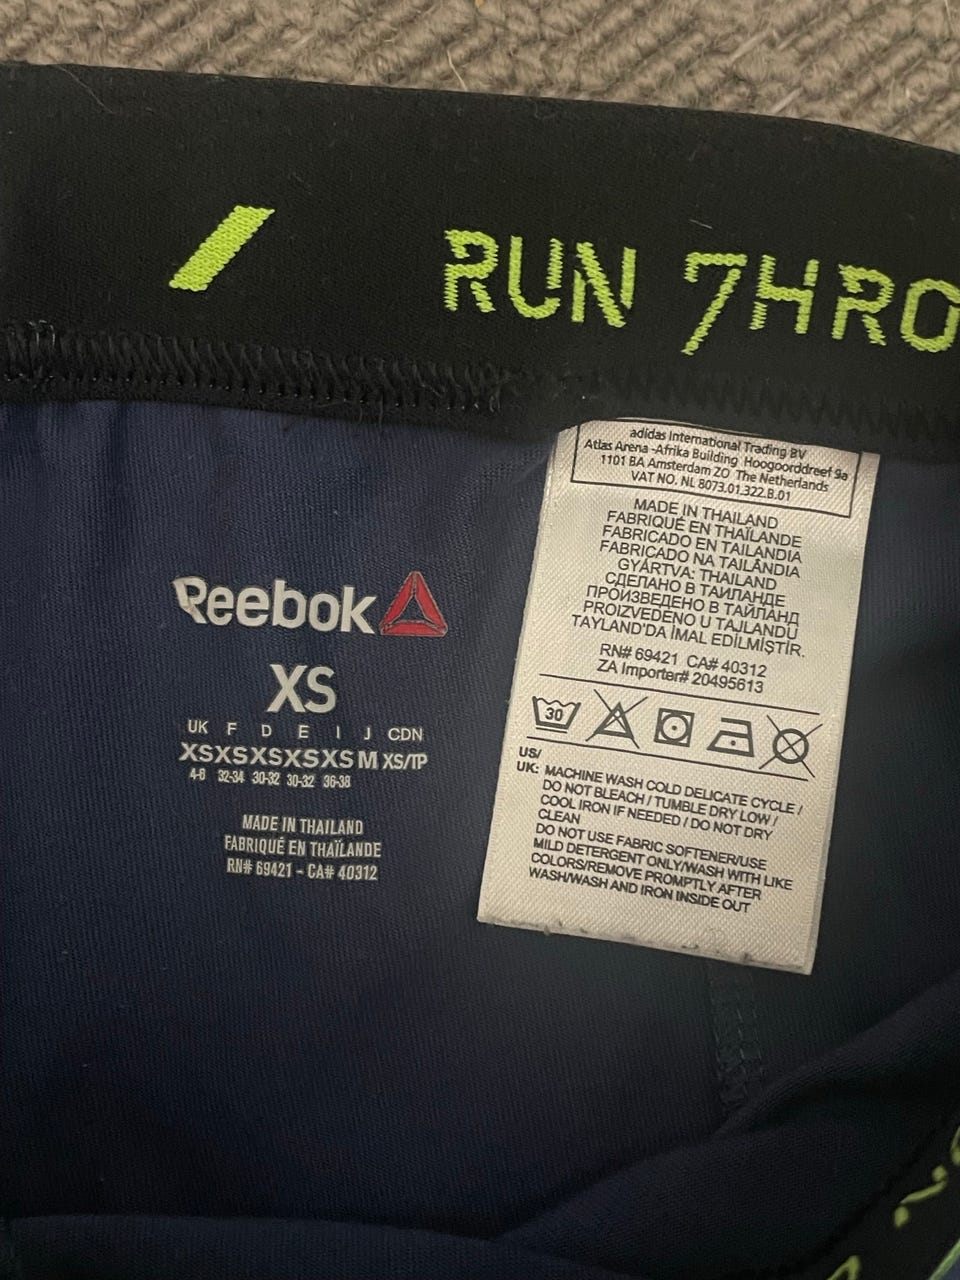 RUN 7HRO
Reebok
XS
UK F D E I J CDN
XS XS XS XS XS M XS/TP
4-8 32-34 30-32 30-32 36-38
MADE IN THAILAND
FABRIQUÉ EN THAÏLANDE
RN# 69421 - CA# 40312
adidas International Trading BV
Atlas Arena -Afrika Building Hoogoorddreef 9a
1101 BA Amsterdam ZO The Netherlands
VAT NO. NL 8073.01.322.B.01
MADE IN THAILAND
FABRIQUÉ EN THAÏLANDE
FABRICADO EN TAILANDIA
FABRICADO NA TAILÂNDIA
GYÁRTVA: THAILAND
СДЕЛАНО В ТАИЛАНДЕ
ПРОИЗВЕДЕНО В ТАЙЛАНД
PROIZVEDENO U TAJLANDU
TAYLAND'DA İMAL EDİLMİŞTİR.
RN# 69421 CA# 40312
ZA Importer# 20495613
30
US/
UK: MACHINE WASH COLD DELICATE CYCLE /
DO NOT BLEACH / TUMBLE DRY LOW /
COOL IRON IF NEEDED / DO NOT DRY
CLEAN
DO NOT USE FABRIC SOFTENER/USE
MILD DETERGENT ONLY/WASH WITH LIKE
COLORS/REMOVE PROMPTLY AFTER
WASH/WASH AND IRON INSIDE OUT